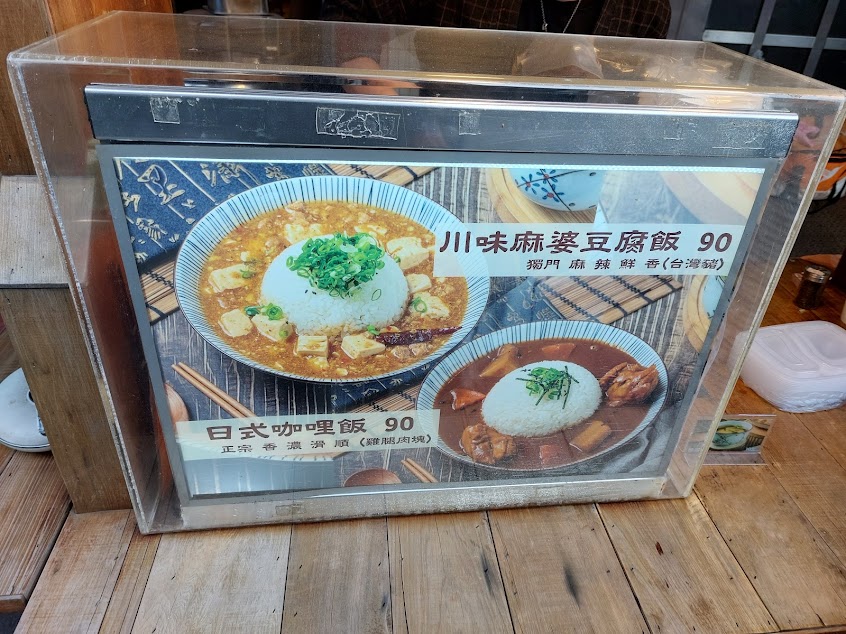 川味麻婆豆腐飯 90
獨門 麻辣鮮香(台灣豬)
日式咖哩飯 90
正宗 香濃滑順 (雞腿肉塊)